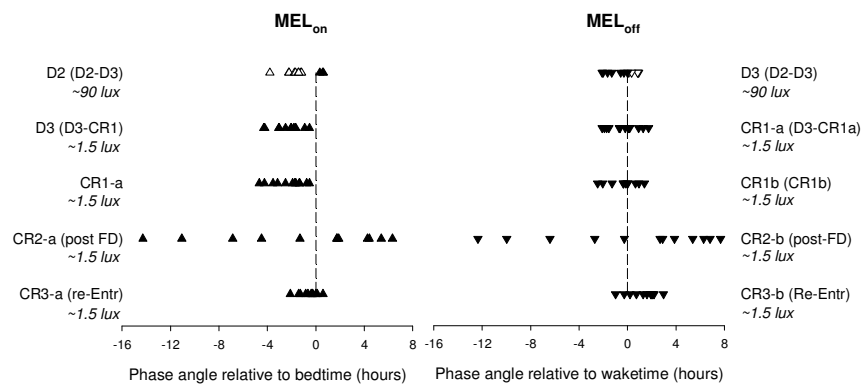 MELon
MELoff
D2 (D2-D3)
~90 lux
D3 (D3-CR1)
~1.5 lux
CR1-a
~1.5 lux
CR2-a (post FD)
~1.5 lux
CR3-a (re-Entr)
~1.5 lux
D3 (D2-D3)
~90 lux
CR1-a (D3-CR1a)
~1.5 lux
CR1b (CR1b)
~1.5 lux
CR2-b (post-FD)
~1.5 lux
CR3-b (Re-Entr)
~1.5 lux
-16 -12 -8 -4 0 4 8
-16 -12 -8 -4 0 4 8
Phase angle relative to bedtime (hours)
Phase angle relative to waketime (hours)